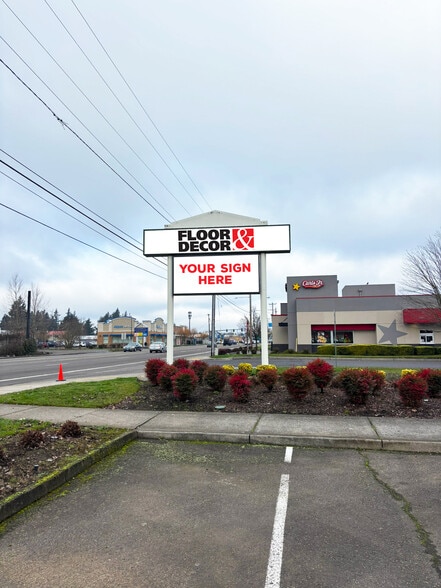 FLOOR &
DECOR
YOUR SIGN
HERE
Carl's Jr.